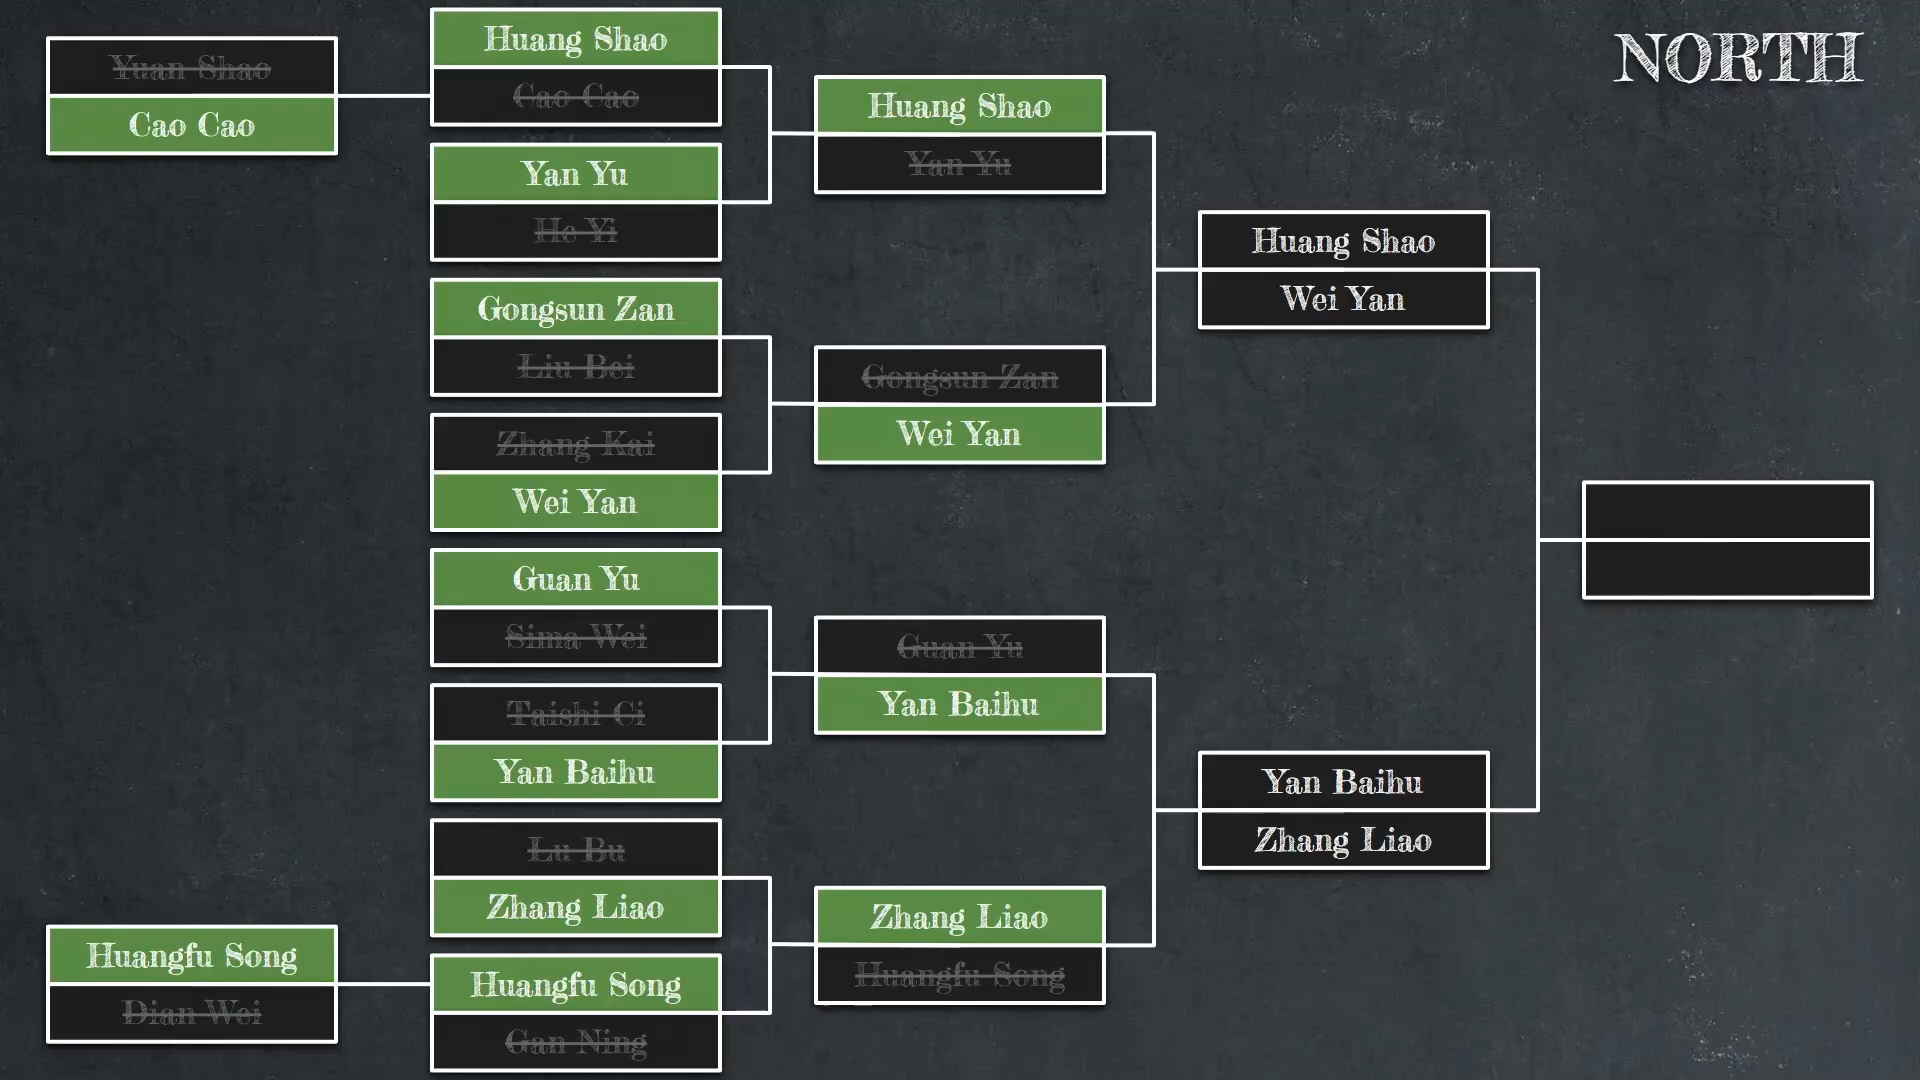 NORTH
Yuan Shao
Cao Cao
Huangfu Song
Dian Wei
Huang Shao
Cao Cao
Yan Yu
He Yi
Gongsun Zan
Liu Bei
Zhang Kai
Wei Yan
Guan Yu
Sima Wei
Taishi Ci
Yan Baihu
Lu Bu
Zhang Liao
Huangfu Song
Gan Ning
Huang Shao
Yan Yu
Gongsun Zan
Wei Yan
Guan Yu
Yan Baihu
Zhang Liao
Huangfu Song
Huang Shao
Wei Yan
Yan Baihu
Zhang Liao